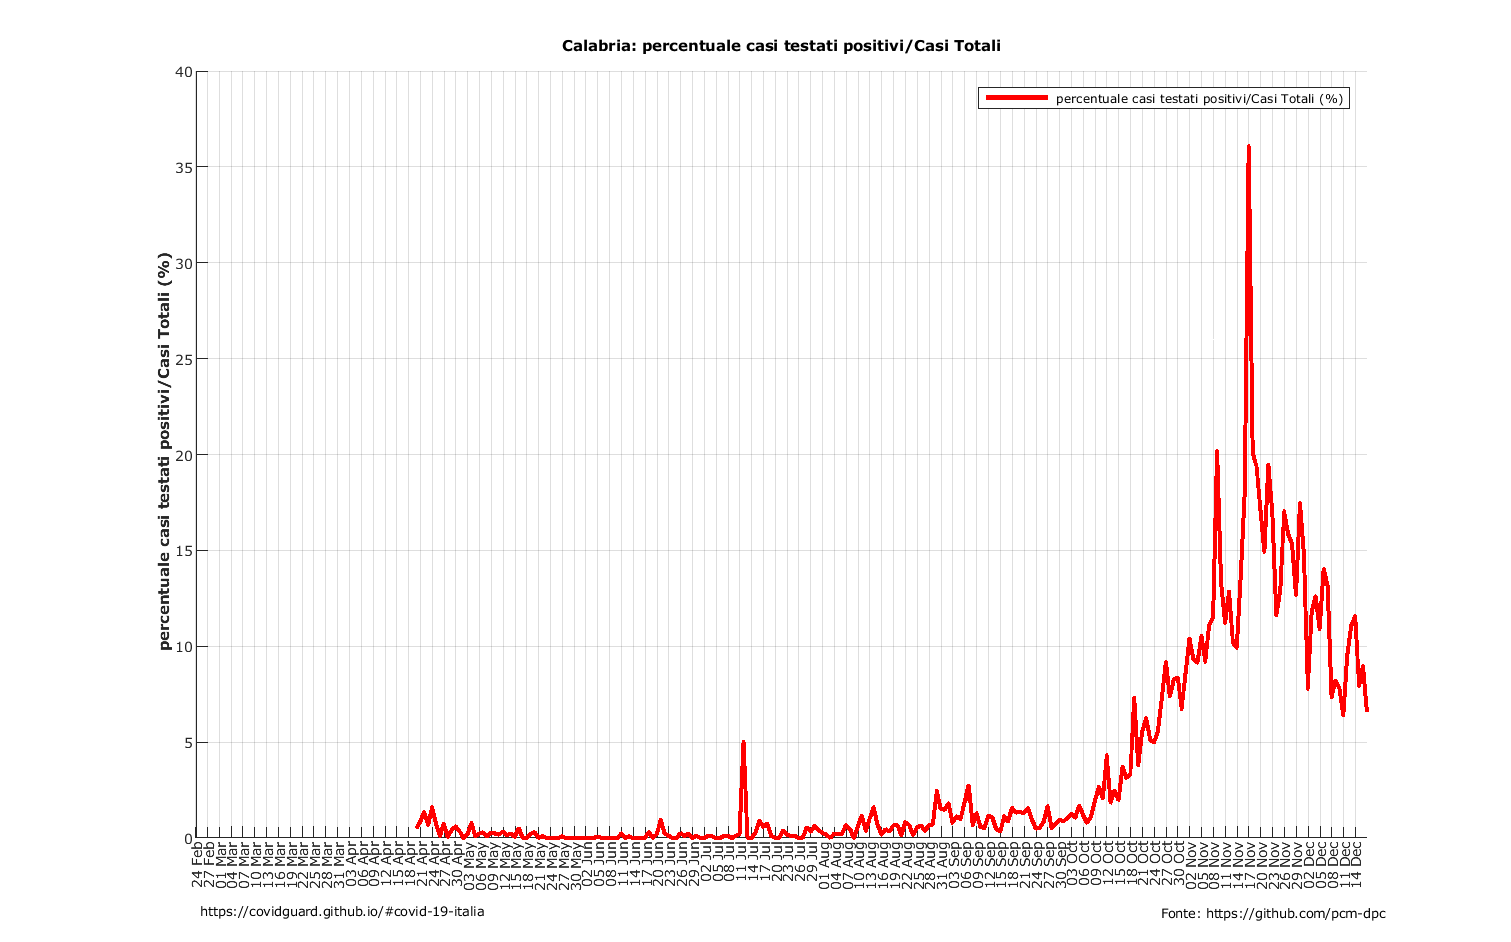 Calabria: percentuale casi testati positivi/Casi Totali
percentuale casi testati positivi/Casi Totali (%)
percentuale casi testati positivi/Casi Totali (%)
40
35
30
25
20
15
10
5
0
24 Feb
27 Feb
01 Mar
04 Mar
07 Mar
10 Mar
13 Mar
16 Mar
19 Mar
22 Mar
25 Mar
28 Mar
31 Mar
03 Apr
06 Apr
09 Apr
12 Apr
15 Apr
18 Apr
21 Apr
24 Apr
27 Apr
30 Apr
03 May
06 May
09 May
12 May
15 May
18 May
21 May
24 May
27 May
30 May
02 Jun
05 Jun
08 Jun
11 Jun
14 Jun
17 Jun
20 Jun
23 Jun
26 Jun
29 Jun
02 Jul
05 Jul
08 Jul
11 Jul
14 Jul
17 Jul
20 Jul
23 Jul
26 Jul
29 Jul
01 Aug
04 Aug
07 Aug
10 Aug
13 Aug
16 Aug
19 Aug
22 Aug
25 Aug
28 Aug
31 Aug
03 Sep
06 Sep
09 Sep
12 Sep
15 Sep
18 Sep
21 Sep
24 Sep
27 Sep
30 Sep
03 Oct
06 Oct
09 Oct
12 Oct
15 Oct
18 Oct
21 Oct
24 Oct
27 Oct
30 Oct
02 Nov
05 Nov
08 Nov
11 Nov
14 Nov
17 Nov
20 Nov
23 Nov
26 Nov
29 Nov
02 Dec
05 Dec
08 Dec
11 Dec
14 Dec
https://covidguard.github.io/#covid-19-italia
Fonte: https://github.com/pcm-dpc